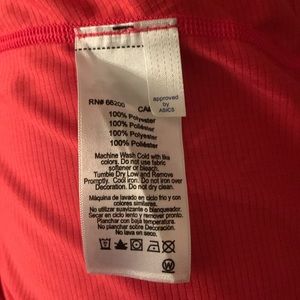 RN# 66200 CA#
approved
by
ASICS
100% Polyester
100% Poliéster
100% Polyester
100% Poliéster
Machine Wash Cold with like
colors. Do not use fabric
softener or bleach.
Tumble Dry Low and Remove
Promptly. Cool iron. Do not iron over
Decoration. Do not dry clean.
Máquina de lavado en ciclo frío y con
colores similares.
No utilizar suavizante o blanqueador.
Secar en ciclo lento y remover pronto.
Planchar con baja temperatura.
No planchar sobre Decoración.
No lava en seco.
W